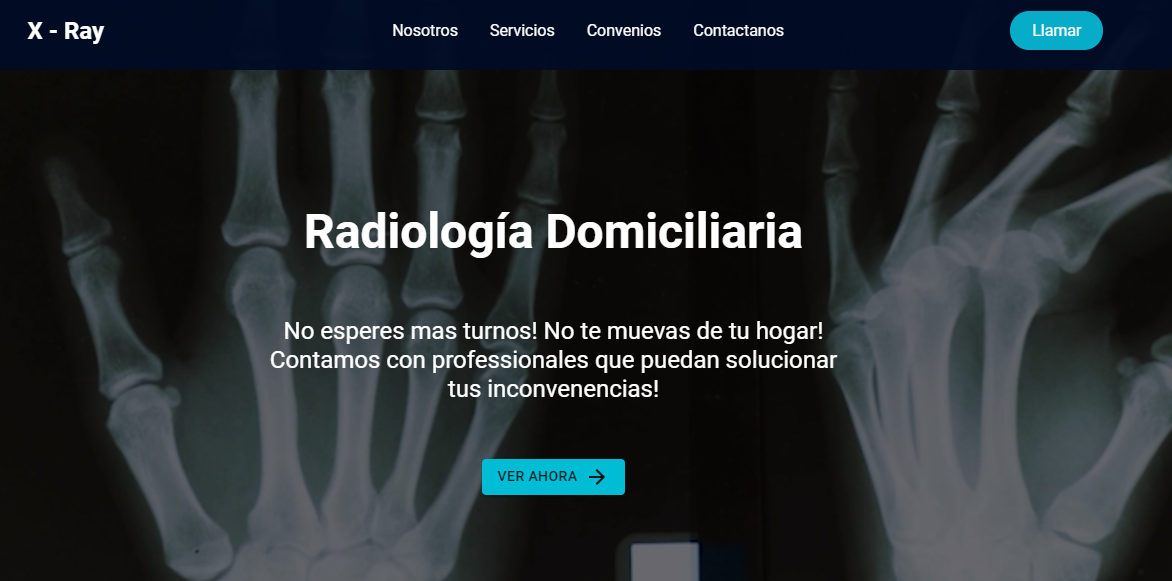 X - Ray
Nosotros
Servicios
Convenios
Contactanos
Llamar
Radiología Domiciliaria
No esperes mas turnos! No te muevas de tu hogar!
Contamos con professionales que puedan solucionar
tus inconvenencias!
VER AHORA